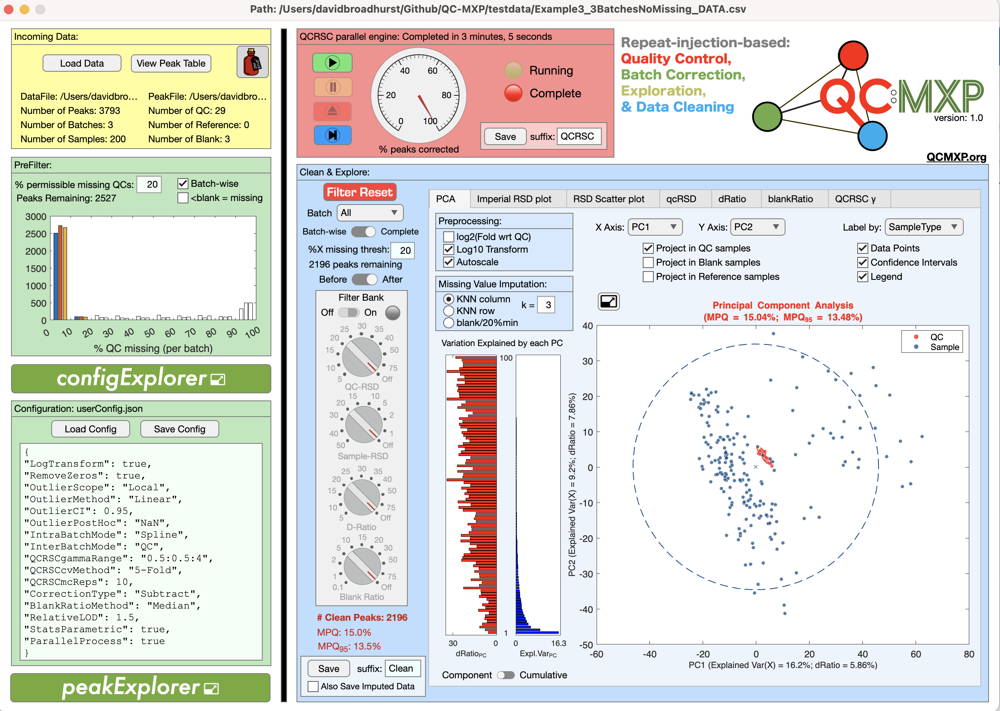 Path: /Users/davidbroadhurst/Github/QC-MXP/testdata/Example3_3BatchesNoMissing_DATA.csv
Incoming Data:
Load Data
View Peak Table
drink me!
DataFile: /Users/davidbro...
PeakFile: /Users/davidbro...
Number of Peaks: 3793
Number of QC: 29
Number of Batches: 3
Number of Reference: 0
Number of Samples: 200
Number of Blank: 3
PreFilter:
% permissible missing QCs: 20
Batch-wise
Peaks Remaining: 2527
<blank = missing
3000
2500
2000
1500
1000
500
0
0 10 20 30 40 50 60 70 80 90 100
% QC missing (per batch)
configExplorer
Configuration: userConfig.json
Load Config
Save Config
{
"LogTransform": true,
"RemoveZeros": true,
"OutlierScope": "Local",
"OutlierMethod": "Linear",
"OutlierCI": 0.95,
"OutlierPostHoc": "NaN",
"IntraBatchMode": "Spline",
"InterBatchMode": "QC",
"QCRSCgammaRange": "0.5:0.5:4",
"QCRSCcvMethod": "5-Fold",
"QCRSCmcReps": 10,
"CorrectionType": "Subtract",
"BlankRatioMethod": "Median",
"RelativeLOD": 1.5,
"StatsParametric": true,
"ParallelProcess": true
}
peakExplorer
QCRSC parallel engine: Completed in 3 minutes, 5 seconds
0 20 40 60 80 100
% peaks corrected
Running
Complete
Save
suffix: QCRSC
Repeat-injection-based:
Quality Control,
Batch Correction,
Exploration,
& Data Cleaning
QC:MXP
version: 1.0
QCMXP.org
Clean & Explore:
Filter Reset
Batch All
Batch-wise Complete
%X missing thresh: 20
2196 peaks remaining
Before After
Filter Bank
Off On
5 10 15 20 25 30 35 40 50 75 Off
QC-RSD
50 40 30 20 15 10 5 2 1 Off
Sample-RSD
5 10 15 20 25 30 35 40 50 75 Off
D-Ratio
0.1 1 2 5 10 15 20 30 50 75 Off
Blank Ratio
# Clean Peaks: 2196
MPQ: 15.0%
MPQ95: 13.5%
Save
suffix: Clean
Also Save Imputed Data
PCA
Imperial RSD plot
RSD Scatter plot
qcRSD
dRatio
blankRatio
QCRSC γ
Preprocessing:
log2(Fold wrt QC)
Log10 Transform
Autoscale
Missing Value Imputation:
KNN column
k = 3
KNN row
blank/20%min
Variation Explained by each PC
100
1
30 0
0 16.3
dRatioPC
Expl.VarPC
Component Cumulative
X Axis: PC1
Y Axis: PC2
Label by: SampleType
Project in QC samples
Project in Blank samples
Project in Reference samples
Data Points
Confidence Intervals
Legend
Principal Component Analysis
(MPQ = 15.04%; MPQ95 = 13.48%)
QC
Sample
PC2 (Explained Var(X) = 9.2%; dRatio = 7.86%)
40
30
20
10
0
-10
-20
-30
-40
-50
-60 -40 -20 0 20 40 60 80
PC1 (Explained Var(X) = 16.2%; dRatio = 5.86%)